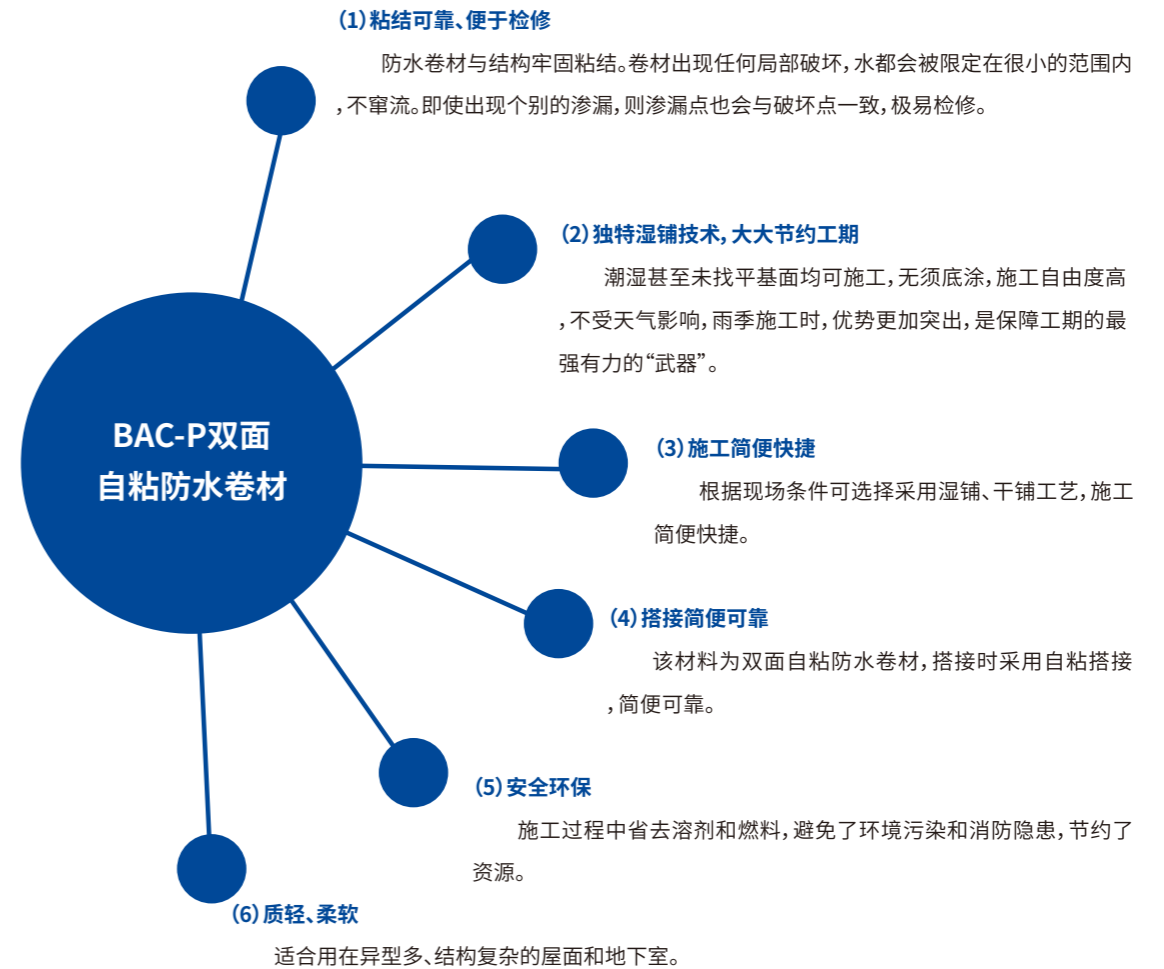 (1)粘结可靠、便于检修
防水卷材与结构牢固粘结。卷材出现任何局部破坏，水都会被限定在很小的范围内
，不窜流。即使出现个别的渗漏，则渗漏点也会与破坏点一致，极易检修。
(2)独特湿铺技术，大大节约工期
潮湿甚至未找平基面均可施工，无须底涂，施工自由度高
，不受天气影响，雨季施工时，优势更加突出，是保障工期的最
强有力的“武器”。
BAC-P双面
自粘防水卷材
(3)施工简便快捷
根据现场条件可选择采用湿铺、干铺工艺，施工
简便快捷。
(4)搭接简便可靠
该材料为双面自粘防水卷材，搭接时采用自粘搭接
，简便可靠。
(5)安全环保
施工过程中省去溶剂和燃料，避免了环境污染和消防隐患，节约了
资源。
(6)质轻、柔软
适合用在异型多、结构复杂的屋面和地下室。